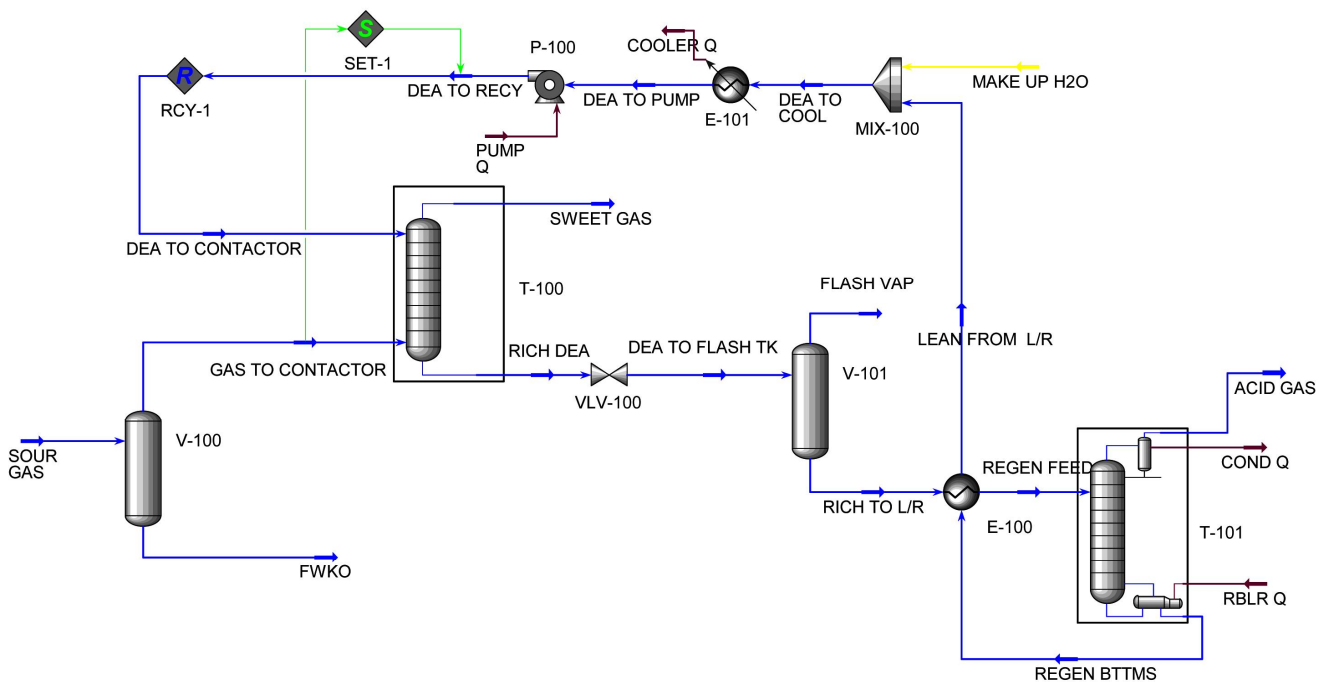 S
SET-1
P-100
COOLER Q
MAKE UP H2O
R
RCY-1
DEA TO RECY
DEA TO PUMP
E-101
DEA TO
COOL
MIX-100
PUMP
Q
SWEET GAS
DEA TO CONTACTOR
T-100
FLASH VAP
GAS TO CONTACTOR
RICH DEA
DEA TO FLASH TK
LEAN FROM  L/R
VLV-100
V-101
ACID GAS
SOUR
GAS
V-100
COND Q
REGEN FEED
RICH TO L/R
E-100
T-101
FWKO
RBLR Q
REGEN BTTMS